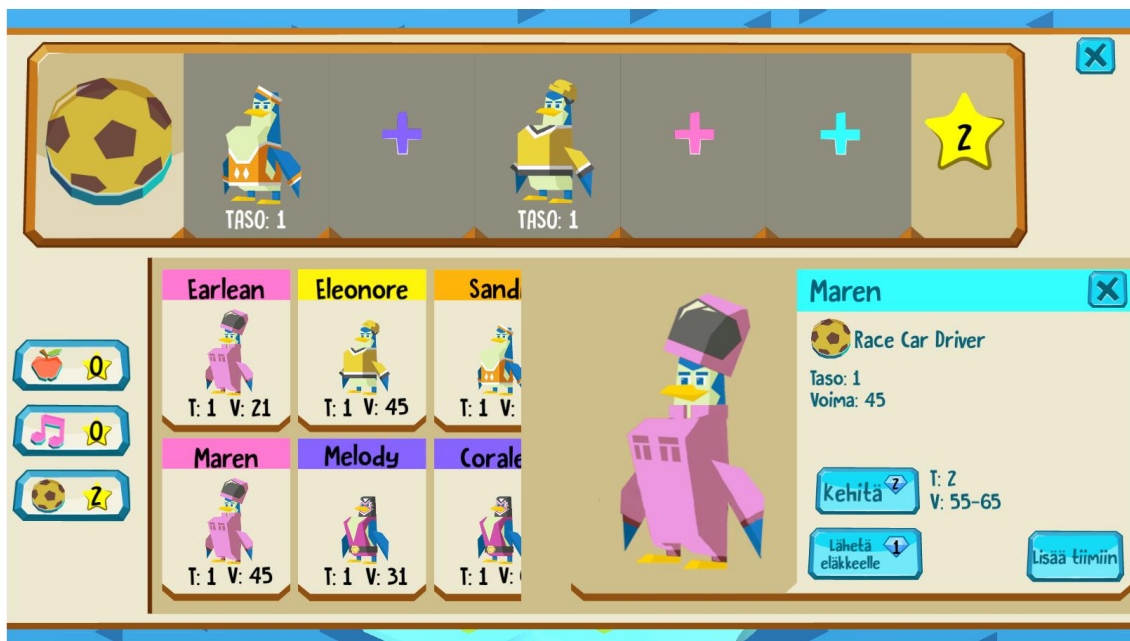 2
TASO: 1
TASO: 1
Earlean
Eleonore
Sand
T: 1 V: 21
T: 1 V: 45
T: 1 V:
Maren
Melody
Corale
T: 1 V: 45
T: 1 V: 31
T: 1 V:
0
0
2
Maren
Race Car Driver
Taso: 1
Voima: 45
Kehitä 2
T: 2
V: 55-65
Lähetä 1
eläkkeelle
Lisää tiimiin